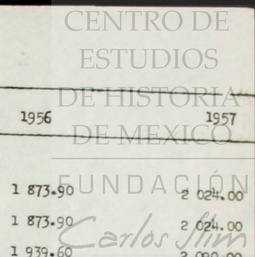 CENTRO DE
ESTUDIOS
DE HISTORIA
DE MEXICO
1956 1957
FUNDACIÓN
Carlos Slim
1 873.90 2 024.00
1 873.90 2 024.00
1 939.60